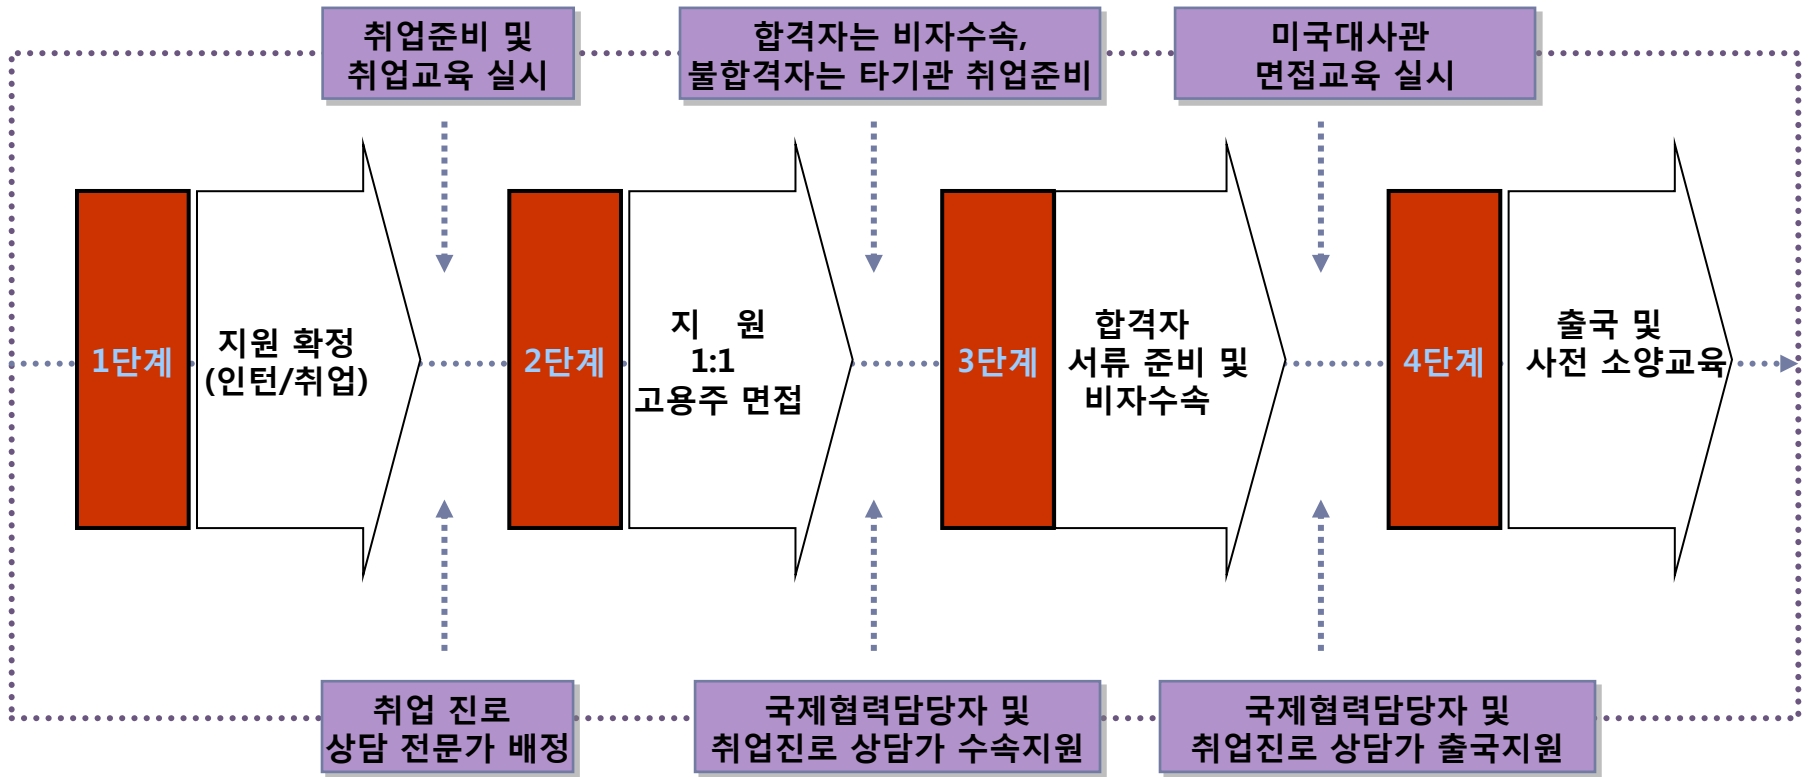 취업준비 및
취업교육 실시
합격자는 비자수속,
불합격자는 타기관 취업준비
미국대사관
면접교육 실시
1단계
지원 확정
(인턴/취업)
2단계
지 원
1:1
고용주 면접
3단계
합격자
서류 준비 및
비자수속
4단계
출국 및
사전 소양교육
취업 진로
상담 전문가 배정
국제협력담당자 및
취업진로 상담가 수속지원
국제협력담당자 및
취업진로 상담가 출국지원